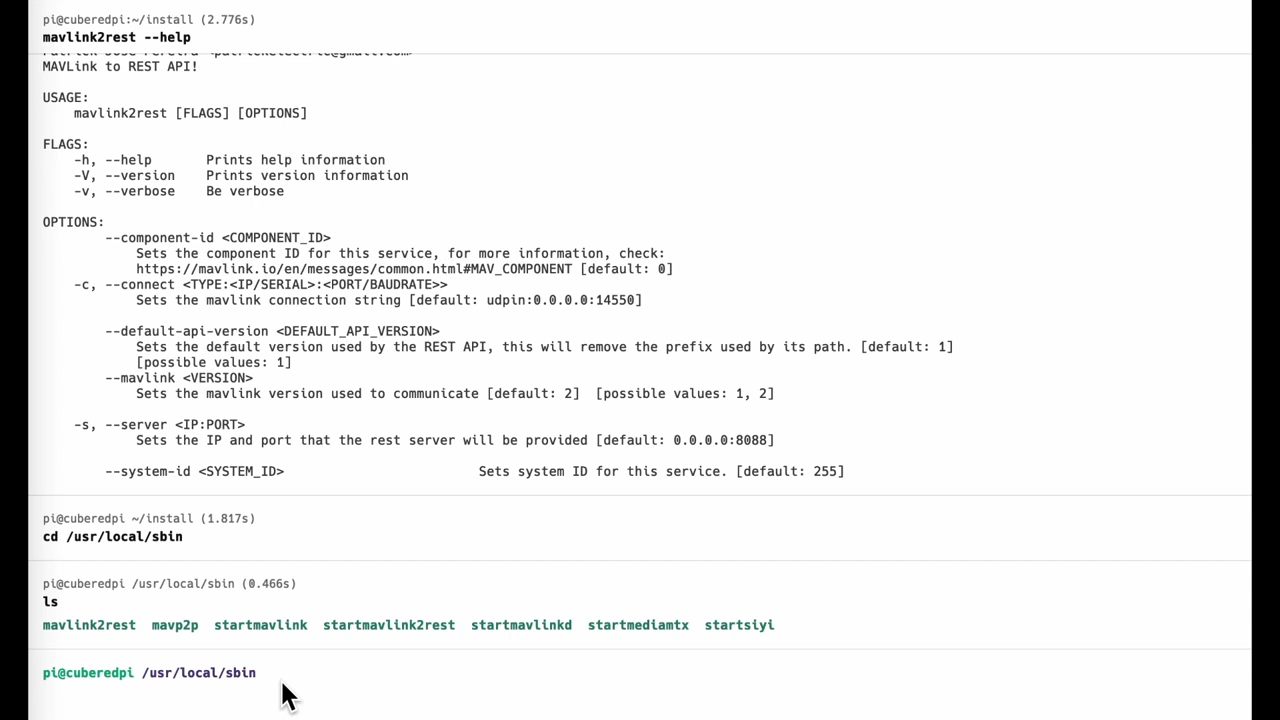 pi@cuberedpi:~/install (2.776s)
mavlink2rest --help
MAVLink to REST API!
USAGE:
mavlink2rest [FLAGS] [OPTIONS]
FLAGS:
-h, --help Prints help information
-V, --version Prints version information
-v, --verbose Be verbose
OPTIONS:
--component-id <COMPONENT_ID>
Sets the component ID for this service, for more information, check:
https://mavlink.io/en/messages/common.html#MAV_COMPONENT [default: 0]
-c, --connect <TYPE:<IP/SERIAL>:<PORT/BAUDRATE>>
Sets the mavlink connection string [default: udpin:0.0.0.0:14550]
--default-api-version <DEFAULT_API_VERSION>
Sets the default version used by the REST API, this will remove the prefix used by its path. [default: 1]
[possible values: 1]
--mavlink <VERSION>
Sets the mavlink version used to communicate [default: 2] [possible values: 1, 2]
-s, --server <IP:PORT>
Sets the IP and port that the rest server will be provided [default: 0.0.0.0:8088]
--system-id <SYSTEM_ID> Sets system ID for this service. [default: 255]
pi@cuberedpi ~/install (1.817s)
cd /usr/local/sbin
pi@cuberedpi /usr/local/sbin (0.466s)
ls
mavlink2rest mavp2p startmavlink startmavlink2rest startmavlinkd startmediamtx startsiyi
pi@cuberedpi /usr/local/sbin